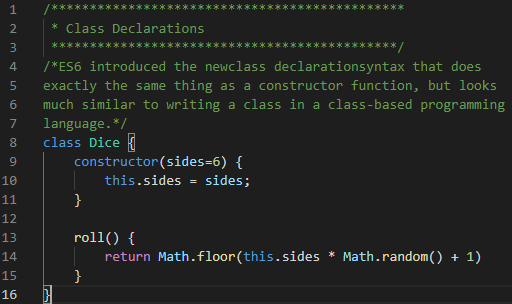 1 /**********************************************
2  * Class Declarations
3  *********************************************/
4 /*ES6 introduced the newclass declarationsyntax that does
5 exactly the same thing as a constructor function, but looks
6 much similar to writing a class in a class-based programming
7 language.*/
8 class Dice {
9     constructor(sides=6) {
10         this.sides = sides;
11     }
12
13     roll() {
14         return Math.floor(this.sides * Math.random() + 1)
15     }
16 }